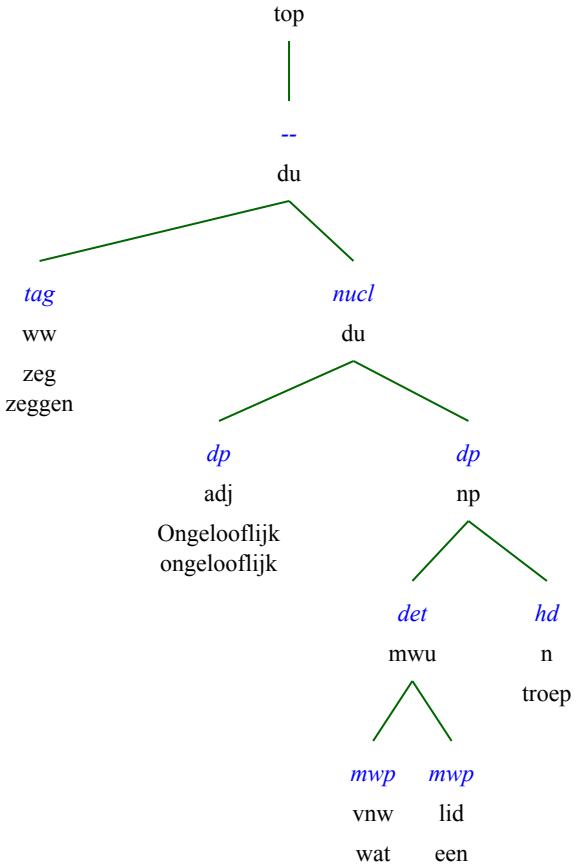 top
--
du
tag nucl
ww du
zeg
zeggen
dp dp
adj np
Ongelooflijk
ongelooflijk
det hd
mwu n
troep
mwp mwp
vnw lid
wat een